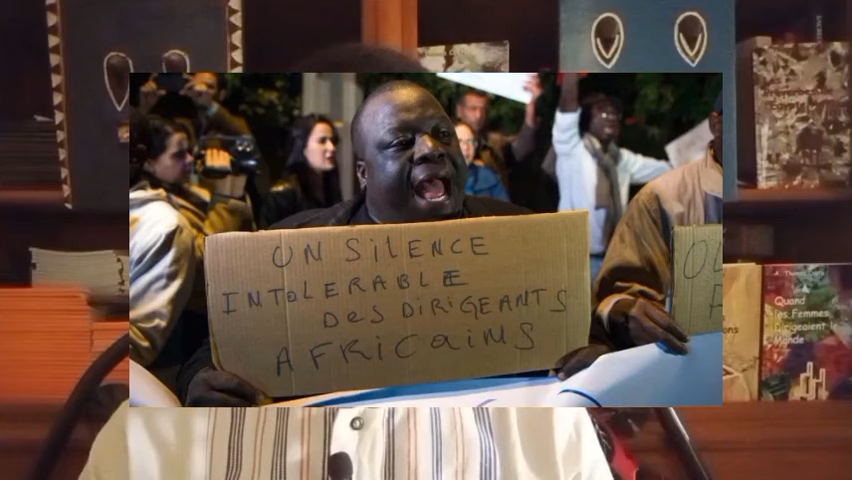 UN SILENCE
INTOLERABLE
DES DIRIGEANTS
AFRICAINS
Quand
les Femmes
Dirigeaient le
Monde